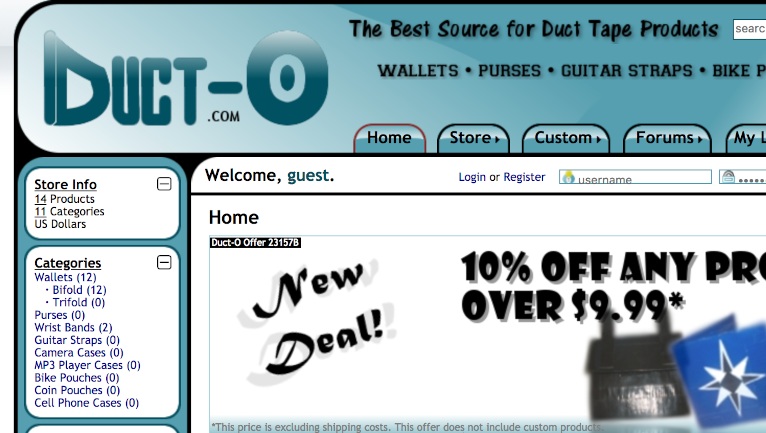 The Best Source for Duct Tape Products
DUCT-O
.COM
WALLETS • PURSES • GUITAR STRAPS • BIKE P
Home
Store
Custom
Forums
My L
Welcome, guest.
Login or Register
username
Store Info
14 Products
11 Categories
US Dollars
Categories
Wallets (12)
• Bifold (12)
• Trifold (0)
Purses (0)
Wrist Bands (2)
Guitar Straps (0)
Camera Cases (0)
MP3 Player Cases (0)
Bike Pouches (0)
Coin Pouches (0)
Cell Phone Cases (0)
Home
Duct-O Offer 23157B
New
Deal!
10% OFF ANY PRO
OVER $9.99*
*This price is excluding shipping costs. This offer does not include custom products.
searc